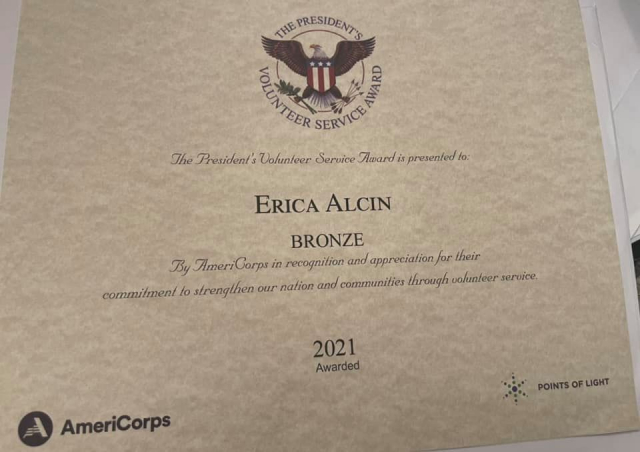 THE PRESIDENT'S
VOLUNTEER SERVICE AWARD
The President's Volunteer Service Award is presented to:
ERICA ALCIN
BRONZE
By AmeriCorps in recognition and appreciation for their
commitment to strengthen our nation and communities through volunteer service.
2021
Awarded
POINTS OF LIGHT
AmeriCorps